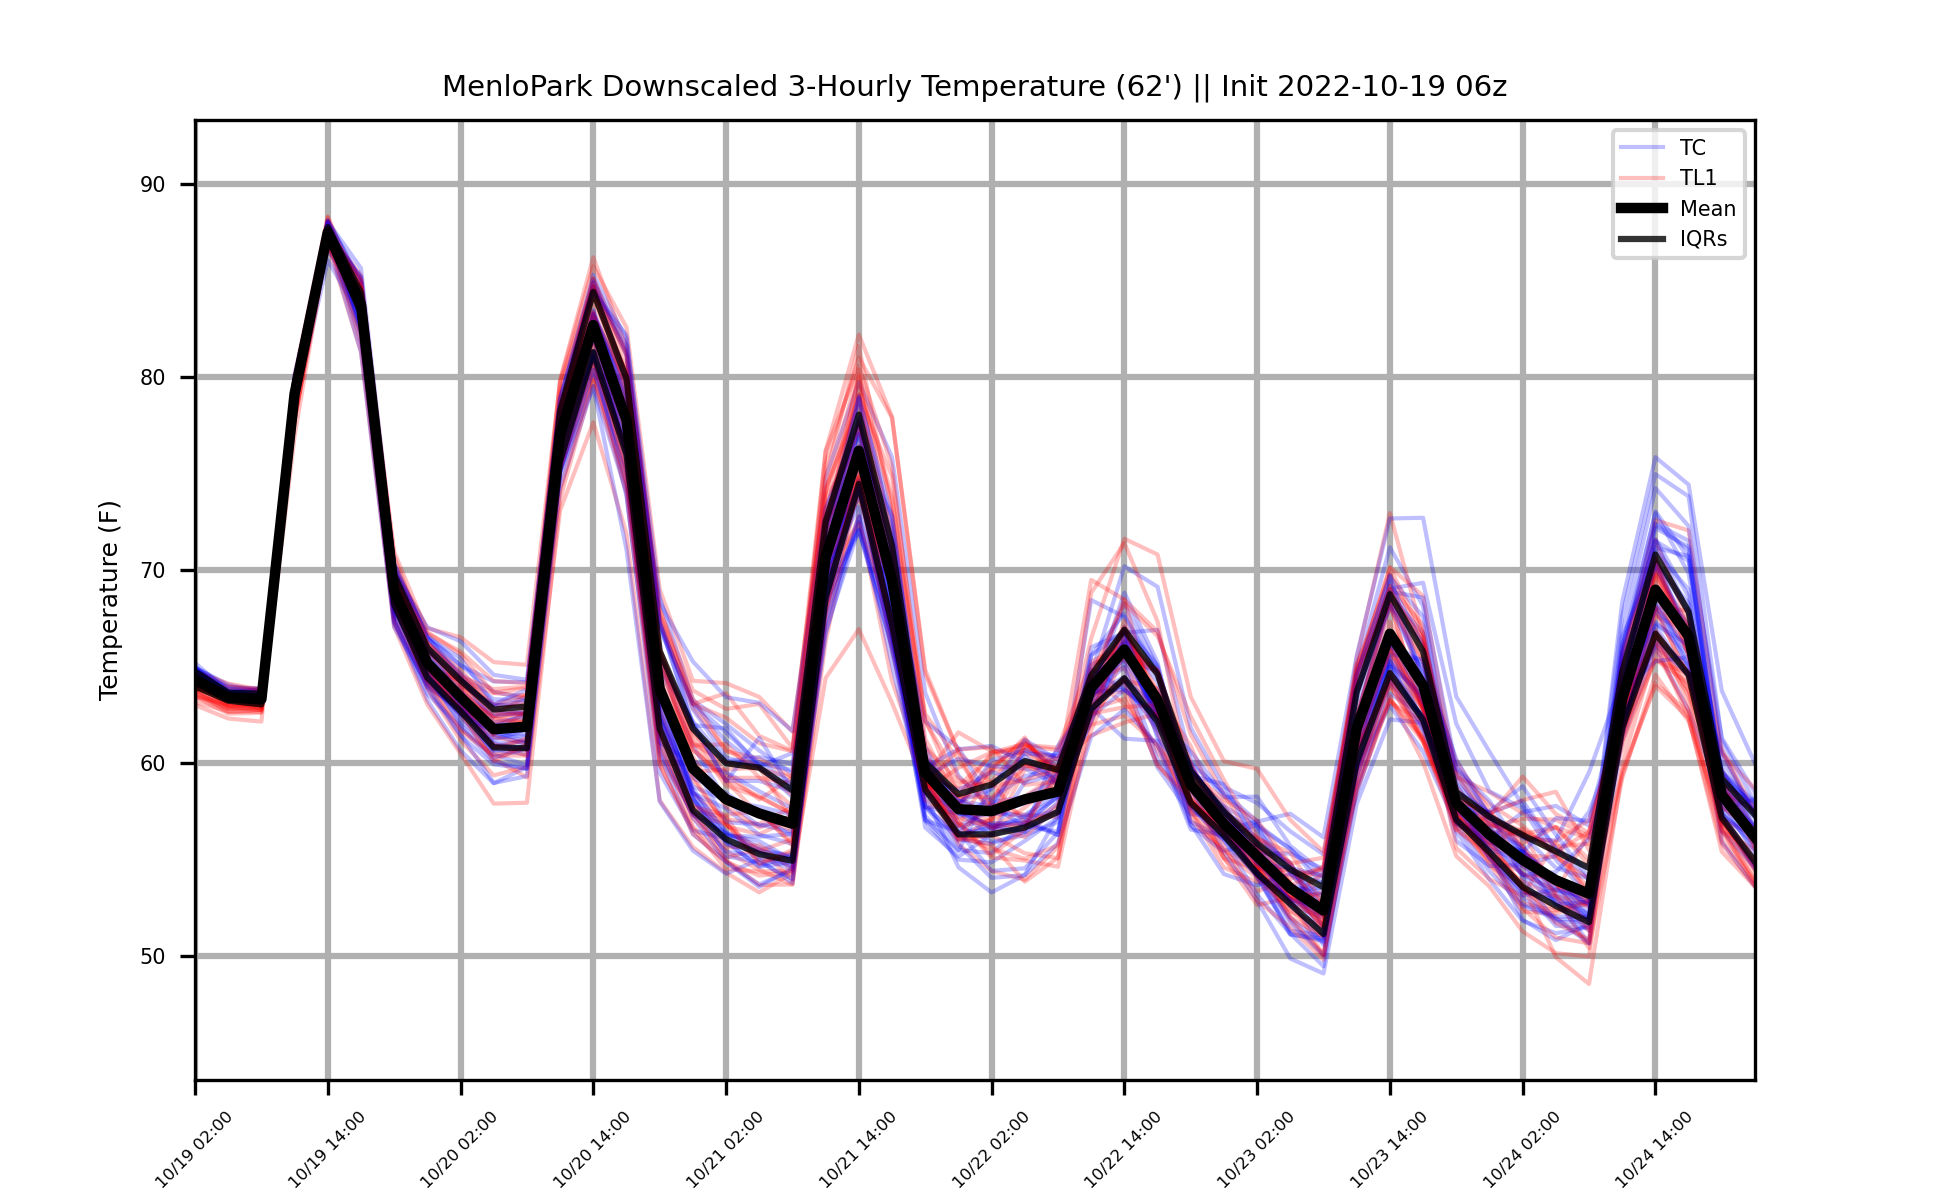 MenloPark Downscaled 3-Hourly Temperature (62') || Init 2022-10-19 06z
TC
TL1
Mean
IQRs
Temperature (F)
90
80
70
60
50
10/19 02:00
10/19 14:00
10/20 02:00
10/20 14:00
10/21 02:00
10/21 14:00
10/22 02:00
10/22 14:00
10/23 02:00
10/23 14:00
10/24 02:00
10/24 14:00